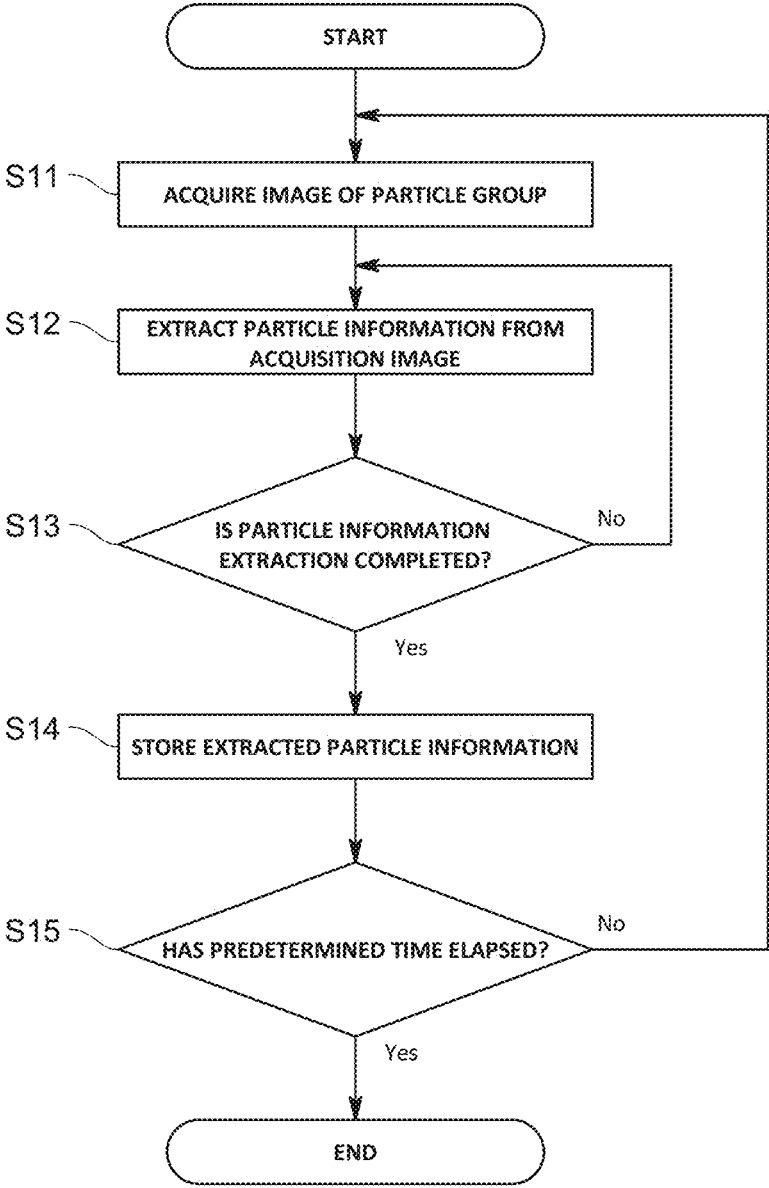 START
S11
ACQUIRE IMAGE OF PARTICLE GROUP
S12
EXTRACT PARTICLE INFORMATION FROM
ACQUISITION IMAGE
S13
IS PARTICLE INFORMATION
EXTRACTION COMPLETED?
No
Yes
S14
STORE EXTRACTED PARTICLE INFORMATION
S15
HAS PREDETERMINED TIME ELAPSED?
No
Yes
END